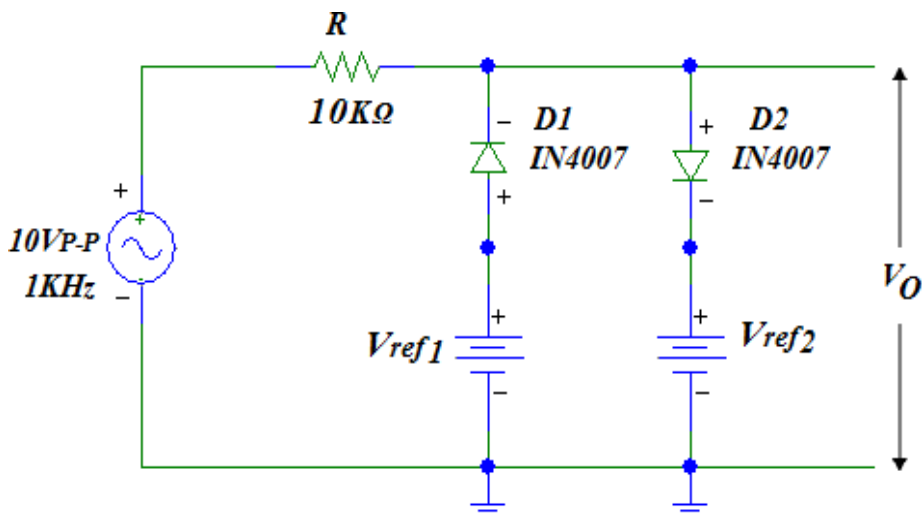 R
10KΩ
- D1
IN4007
+
+ D2
IN4007
-
+
+
10VP-P
1KHz
-
+
Vref1
-
+
Vref2
-
VO